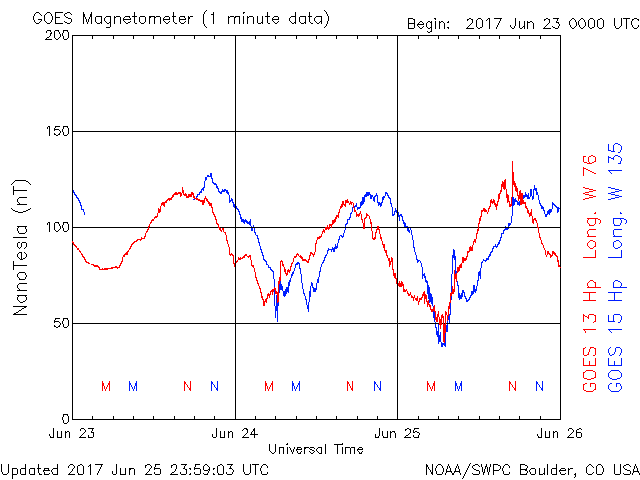 GOES Magnetometer (1 minute data)
Begin: 2017 Jun 23 0000 UTC
200
150
100
50
0
NanoTesla (nT)
M M N N M M N N M M N N
Jun 23 Jun 24 Jun 25 Jun 26
Universal Time
GOES 13 Hp Long. W 76
GOES 15 Hp Long. W 135
Updated 2017 Jun 25 23:59:03 UTC
NOAA/SWPC Boulder, CO USA